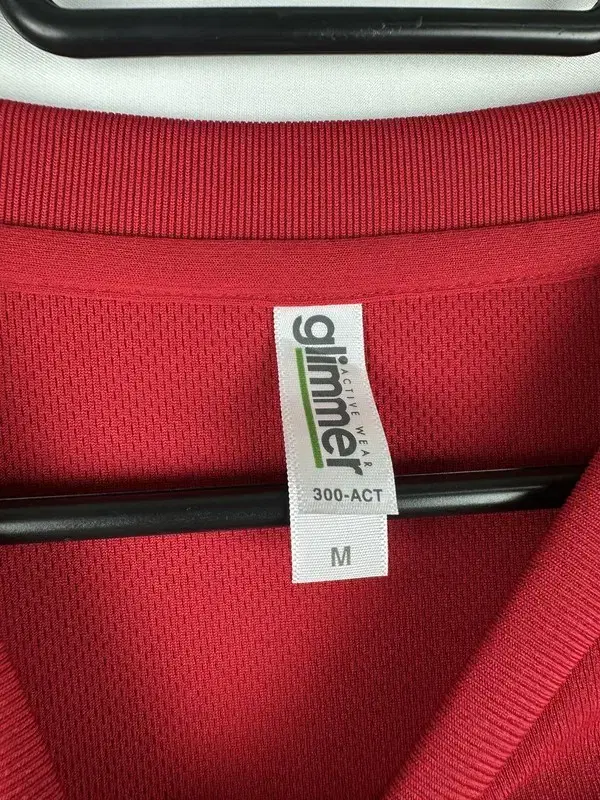 glimmer
ACTIVE WEAR
300-ACT
M